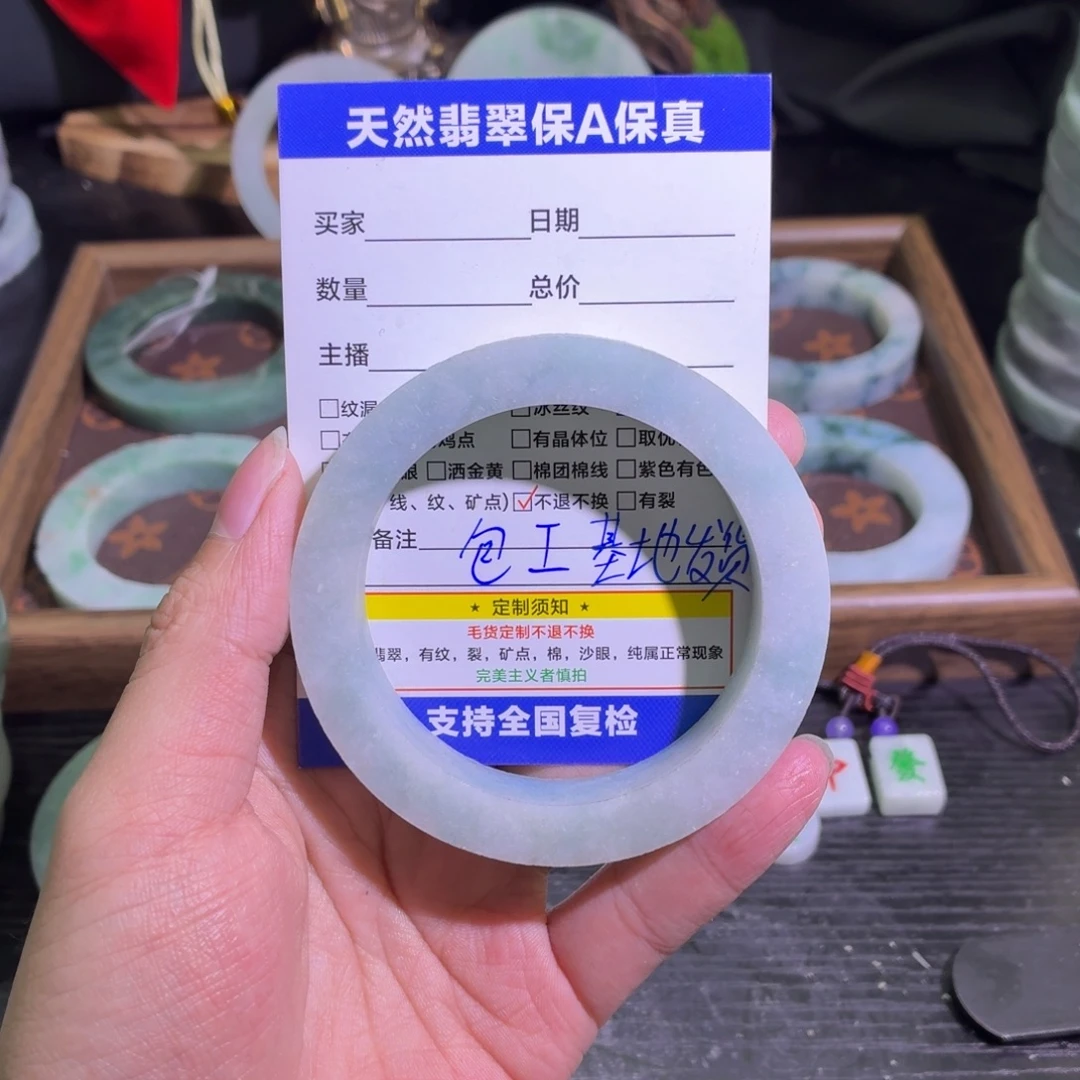 天然翡翠保A保真
买家 日期
数量 总价
主播
□纹漏 □冰丝纹
鸡点 □有晶体位 □取优
眼 □洒金黄 □棉团棉线 □紫色有色
线、纹、矿点) ☑不退不换 □有裂
备注 包工基地发货
★ 定制须知 ★
毛货定制不退不换
翡翠，有纹，裂，矿点，棉，沙眼，纯属正常现象
完美主义者慎拍
支持全国复检